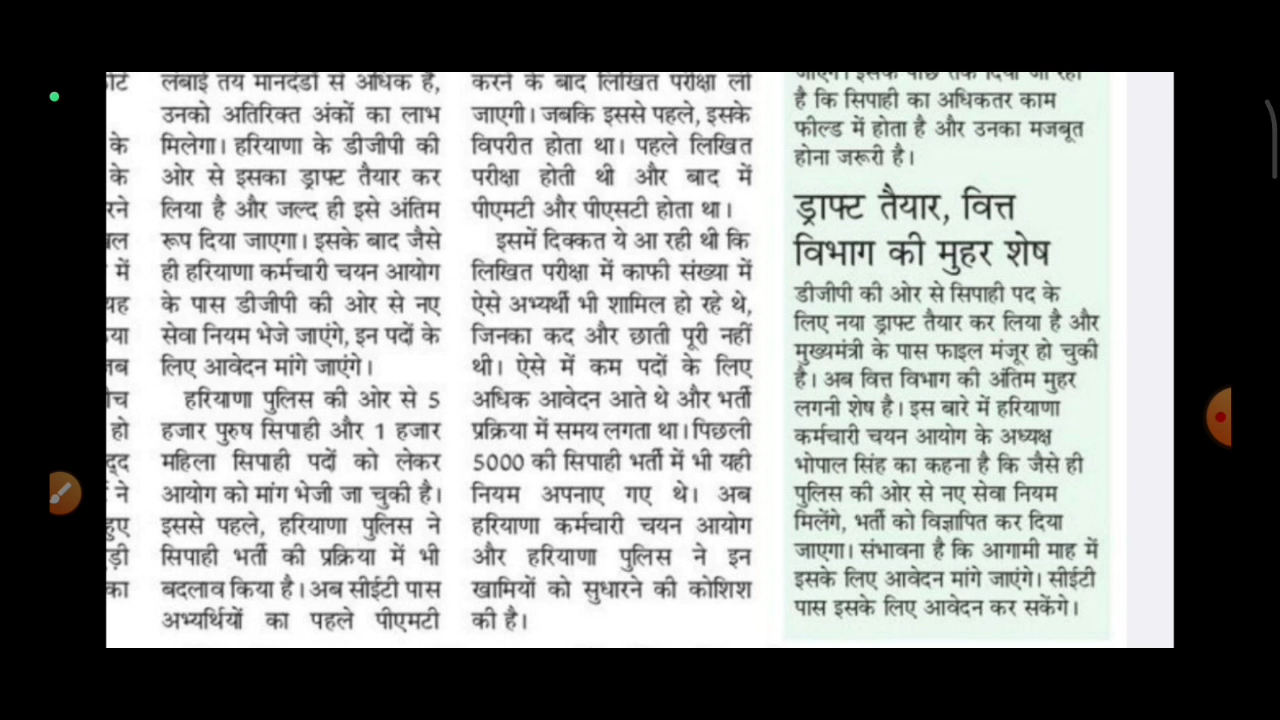 के
के
रने
में
यह
हो
ने
हुए
का
लंबाई तय मानदंडों से अधिक है,
उनको अतिरिक्त अंकों का लाभ
मिलेगा। हरियाणा के डीजीपी की
ओर से इसका ड्राफ्ट तैयार कर
लिया है और जल्द ही इसे अंतिम
रूप दिया जाएगा। इसके बाद जैसे
ही हरियाणा कर्मचारी चयन आयोग
के पास डीजीपी की ओर से नए
सेवा नियम भेजे जाएंगे, इन पदों के
लिए आवेदन मांगे जाएंगे।
हरियाणा पुलिस की ओर से 5
हजार पुरुष सिपाही और 1 हजार
महिला सिपाही पदों को लेकर
आयोग को मांग भेजी जा चुकी है।
इससे पहले, हरियाणा पुलिस ने
सिपाही भर्ती की प्रक्रिया में भी
बदलाव किया है। अब सीईटी पास
अभ्यर्थियों का पहले पीएमटी
करने के बाद लिखित परीक्षा ली
जाएगी। जबकि इससे पहले, इसके
विपरीत होता था। पहले लिखित
परीक्षा होती थी और बाद में
पीएमटी और पीएसटी होता था।
इसमें दिक्कत ये आ रही थी कि
लिखित परीक्षा में काफी संख्या में
ऐसे अभ्यर्थी भी शामिल हो रहे थे,
जिनका कद और छाती पूरी नहीं
थी। ऐसे में कम पदों के लिए
अधिक आवेदन आते थे और भर्ती
प्रक्रिया में समय लगता था। पिछली
5000 की सिपाही भर्ती में भी यही
नियम अपनाए गए थे। अब
हरियाणा कर्मचारी चयन आयोग
और हरियाणा पुलिस ने इन
खामियों को सुधारने की कोशिश
की है।
जाएंगे। इसके पीछे तर्क दिया जा रहा
है कि सिपाही का अधिकतर काम
फील्ड में होता है और उनका मजबूत
होना जरूरी है।
ड्राफ्ट तैयार, वित्त
विभाग की मुहर शेष
डीजीपी की ओर से सिपाही पद के
लिए नया ड्राफ्ट तैयार कर लिया है और
मुख्यमंत्री के पास फाइल मंजूर हो चुकी
है। अब वित्त विभाग की अंतिम मुहर
लगनी शेष है। इस बारे में हरियाणा
कर्मचारी चयन आयोग के अध्यक्ष
भोपाल सिंह का कहना है कि जैसे ही
पुलिस की ओर से नए सेवा नियम
मिलेंगे, भर्ती को विज्ञापित कर दिया
जाएगा। संभावना है कि आगामी माह में
इसके लिए आवेदन मांगे जाएंगे। सीईटी
पास इसके लिए आवेदन कर सकेंगे।